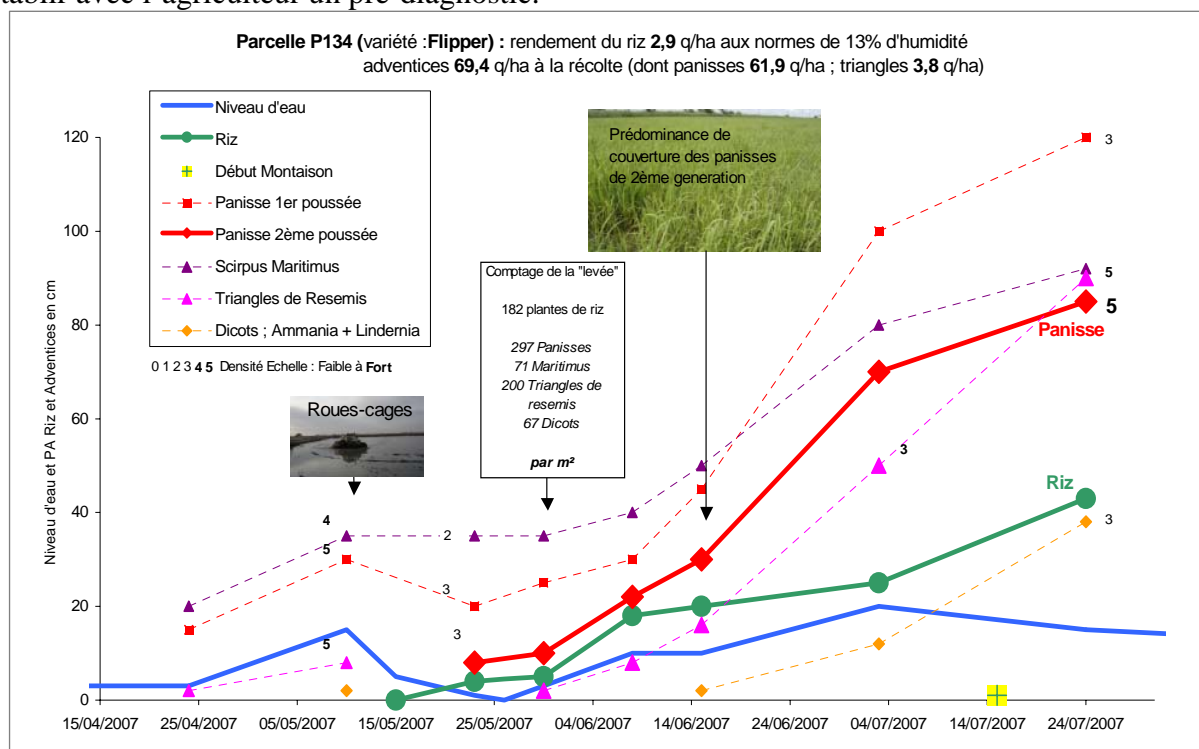 établir avec l'agriculteur un pré-diagnostic.
Parcelle P134 (variété :Flipper) : rendement du riz 2,9 q/ha aux normes de 13% d'humidité
adventices 69,4 q/ha à la récolte (dont panisses 61,9 q/ha ; triangles 3,8 q/ha)
Niveau d'eau
Riz
Début Montaison
Panisse 1er poussée
Panisse 2ème poussée
Scirpus Maritimus
Triangles de Resemis
Dicots ; Ammania + Lindernia
0 1 2 3 4 5 Densité Echelle : Faible à Fort
Roues-cages
Comptage de la "levée"
182 plantes de riz
297 Panisses
71 Maritimus
200 Triangles de
resemis
67 Dicots
par m²
Prédominance de
couverture des panisses
de 2ème generation
Niveau d'eau et PA Riz et Adventices en cm
120
100
80
60
40
20
0
4
5
5
2
3
3
3
3
5
5
3
Panisse
Riz
15/04/2007
25/04/2007
05/05/2007
15/05/2007
25/05/2007
04/06/2007
14/06/2007
24/06/2007
04/07/2007
14/07/2007
24/07/2007